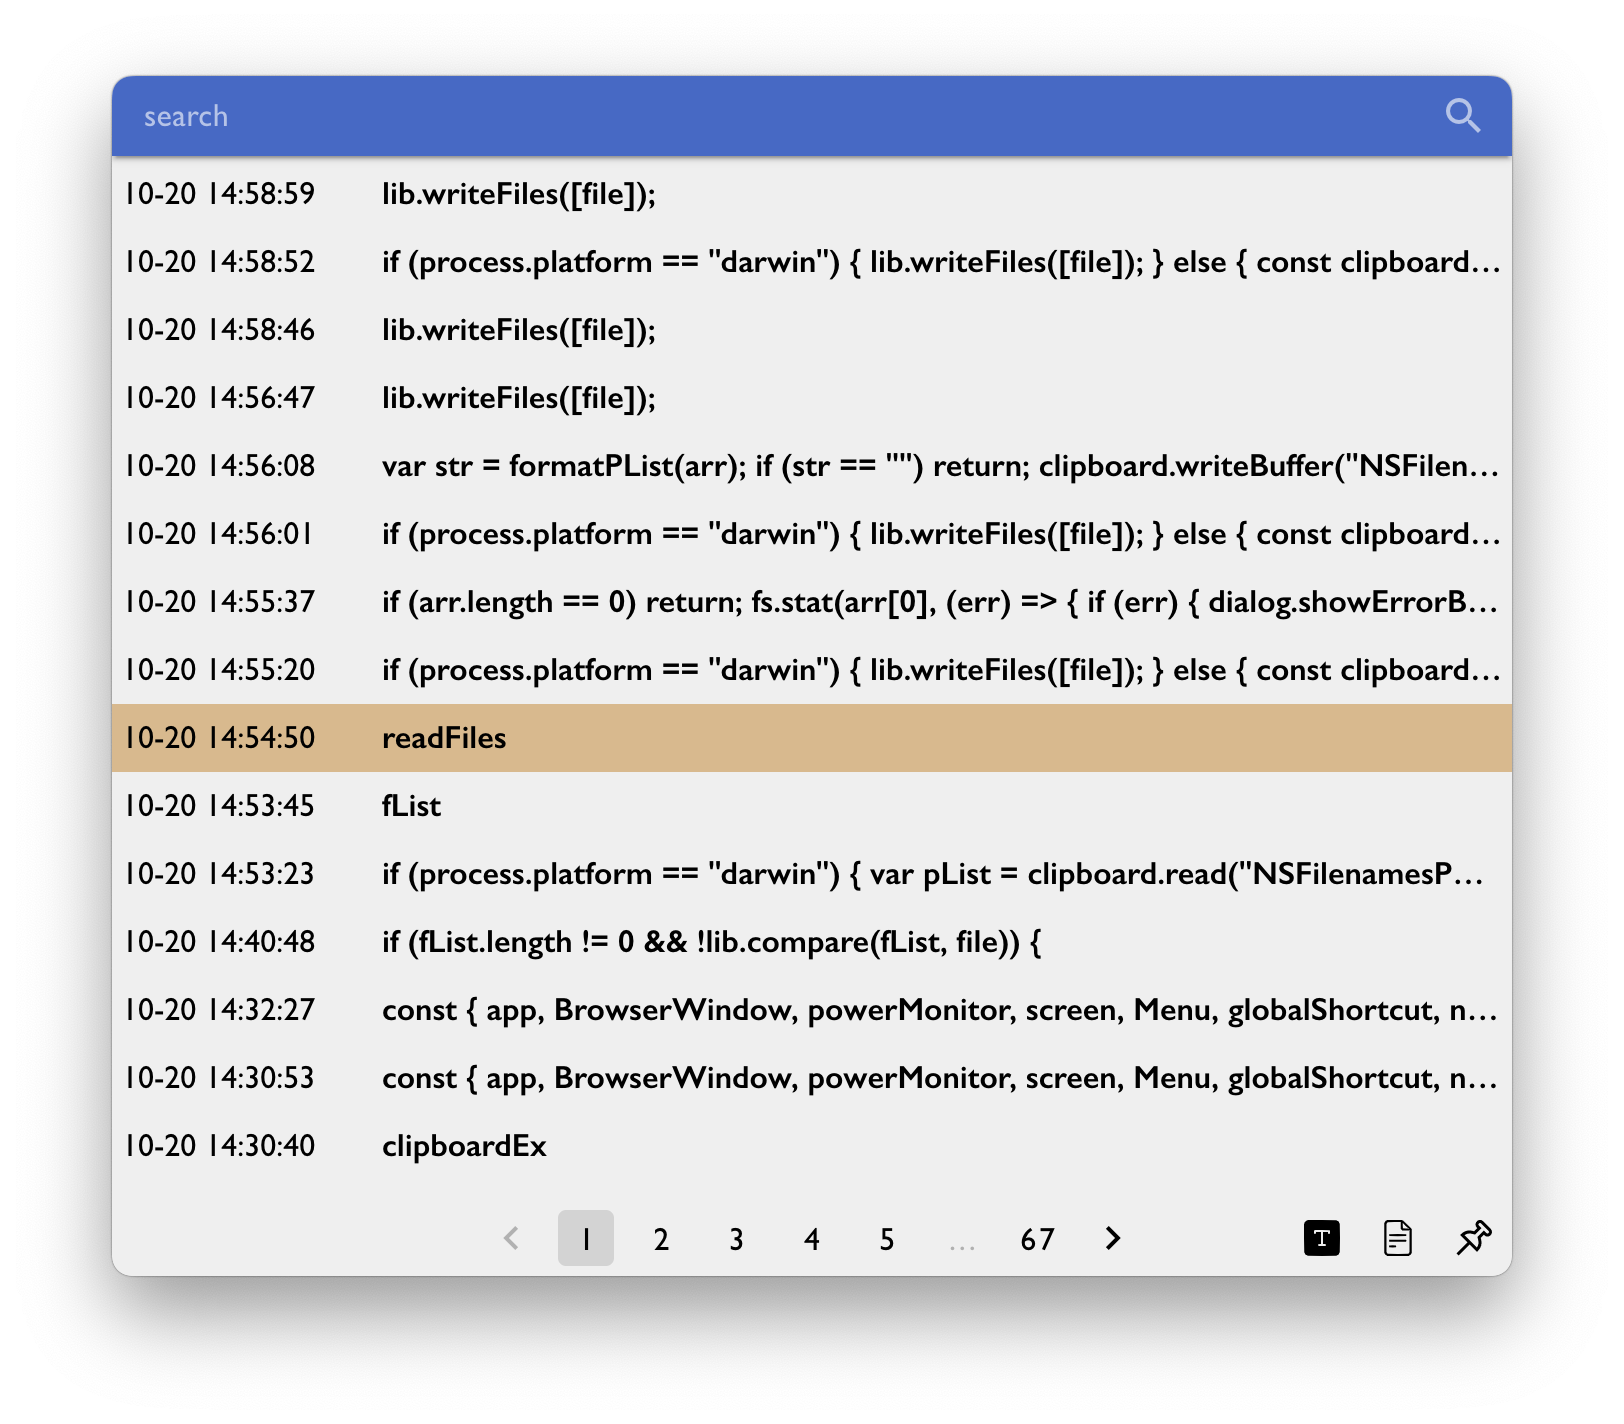 search
10-20 14:58:59 lib.writeFiles([file]);
10-20 14:58:52 if (process.platform == "darwin") { lib.writeFiles([file]); } else { const clipboard…
10-20 14:58:46 lib.writeFiles([file]);
10-20 14:56:47 lib.writeFiles([file]);
10-20 14:56:08 var str = formatPList(arr); if (str == "") return; clipboard.writeBuffer("NSFilen…
10-20 14:56:01 if (process.platform == "darwin") { lib.writeFiles([file]); } else { const clipboard…
10-20 14:55:37 if (arr.length == 0) return; fs.stat(arr[0], (err) => { if (err) { dialog.showErrorB…
10-20 14:55:20 if (process.platform == "darwin") { lib.writeFiles([file]); } else { const clipboard…
10-20 14:54:50 readFiles
10-20 14:53:45 fList
10-20 14:53:23 if (process.platform == "darwin") { var pList = clipboard.read("NSFilenamesP…
10-20 14:40:48 if (fList.length != 0 && !lib.compare(fList, file)) {
10-20 14:32:27 const { app, BrowserWindow, powerMonitor, screen, Menu, globalShortcut, n…
10-20 14:30:53 const { app, BrowserWindow, powerMonitor, screen, Menu, globalShortcut, n…
10-20 14:30:40 clipboardEx
1 2 3 4 5 … 67 T